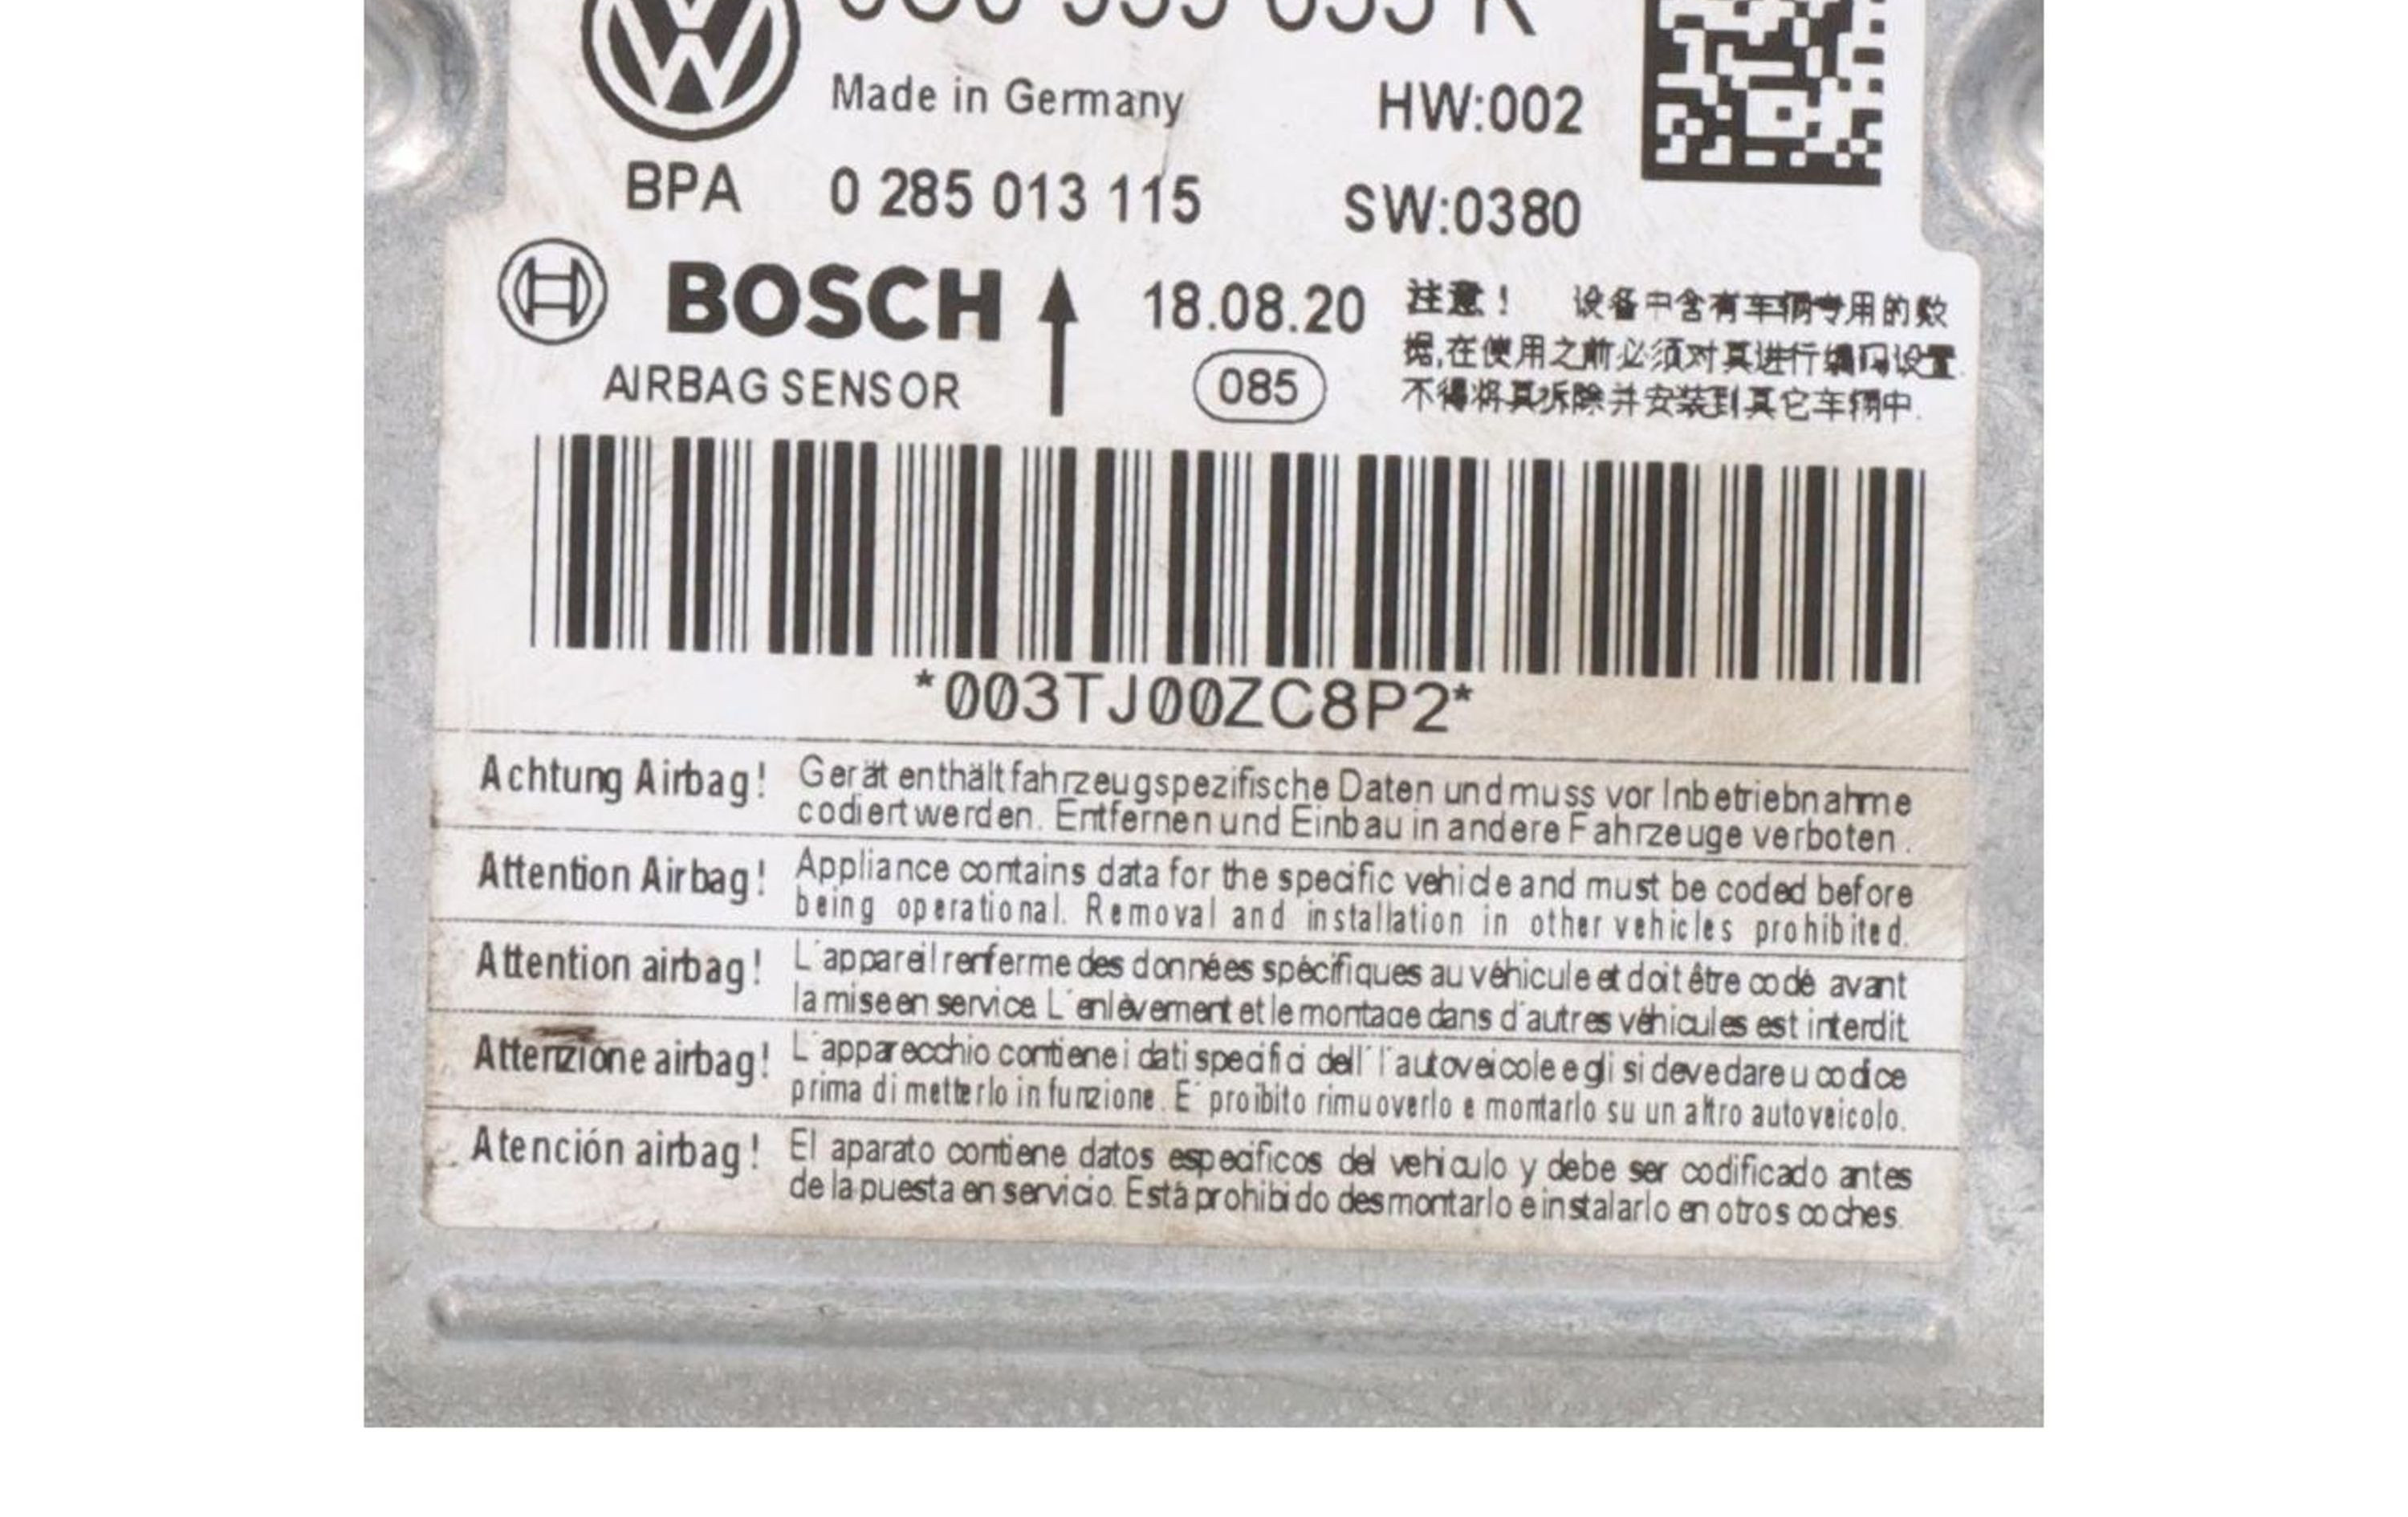 Made in Germany HW:002
BPA 0 285 013 115 SW:0380
BOSCH 18.08.20 注意! 设备中含有车辆专用的数
据,在使用之前必须对其进行编码设置.
AIRBAG SENSOR 085 不得将其拆除并安装到其它车辆中.
*003TJ00ZC8P2*
Achtung Airbag! Gerät enthält fahrzeugspezifische Daten und muss vor Inbetriebnahme
codiert werden. Entfernen und Einbau in andere Fahrzeuge verboten.
Attention Airbag! Appliance contains data for the specific vehicle and must be coded before
being operational. Removal and installation in other vehicles prohibited.
Attention airbag! L´appareil renferme des données spécifiques au véhicule et doit être codé avant
la mise en service. L´enlèvement et le montage dans d´autres véhicules est interdit.
Attenzione airbag! L´apparecchio contiene i dati specifici dell´l´autoveicole e gli si deve dare u codice
prima di metterlo in funzione. E´ proibito rimuoverlo e montarlo su un altro autoveicolo.
Atención airbag! El aparato contiene datos especificos del vehiculo y debe ser codificado antes
de la puesta en servicio. Està prohibido desmontarlo e instalarlo en otros coches.